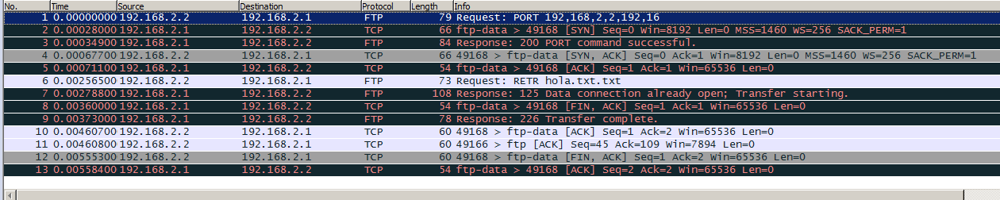 No. Time Source Destination Protocol Length Info
1 0.00000000 192.168.2.2 192.168.2.1 FTP 79 Request: PORT 192,168,2,2,192,16
2 0.00028000 192.168.2.1 192.168.2.2 TCP 66 ftp-data > 49168 [SYN] Seq=0 Win=8192 Len=0 MSS=1460 WS=256 SACK_PERM=1
3 0.00034900 192.168.2.1 192.168.2.2 FTP 84 Response: 200 PORT command successful.
4 0.00067700 192.168.2.2 192.168.2.1 TCP 66 49168 > ftp-data [SYN, ACK] Seq=0 Ack=1 Win=8192 Len=0 MSS=1460 WS=256 SACK_PERM=1
5 0.00071100 192.168.2.1 192.168.2.2 TCP 54 ftp-data > 49168 [ACK] Seq=1 Ack=1 Win=65536 Len=0
6 0.00256500 192.168.2.2 192.168.2.1 FTP 73 Request: RETR hola.txt.txt
7 0.00278800 192.168.2.1 192.168.2.2 FTP 108 Response: 125 Data connection already open; Transfer starting.
8 0.00360000 192.168.2.1 192.168.2.2 TCP 54 ftp-data > 49168 [FIN, ACK] Seq=1 Ack=1 Win=65536 Len=0
9 0.00373000 192.168.2.1 192.168.2.2 FTP 78 Response: 226 Transfer complete.
10 0.00460700 192.168.2.2 192.168.2.1 TCP 60 49168 > ftp-data [ACK] Seq=1 Ack=2 Win=65536 Len=0
11 0.00460800 192.168.2.2 192.168.2.1 TCP 60 49166 > ftp [ACK] Seq=45 Ack=109 Win=7894 Len=0
12 0.00555300 192.168.2.2 192.168.2.1 TCP 60 49168 > ftp-data [FIN, ACK] Seq=1 Ack=2 Win=65536 Len=0
13 0.00558400 192.168.2.1 192.168.2.2 TCP 54 ftp-data > 49168 [ACK] Seq=2 Ack=2 Win=65536 Len=0